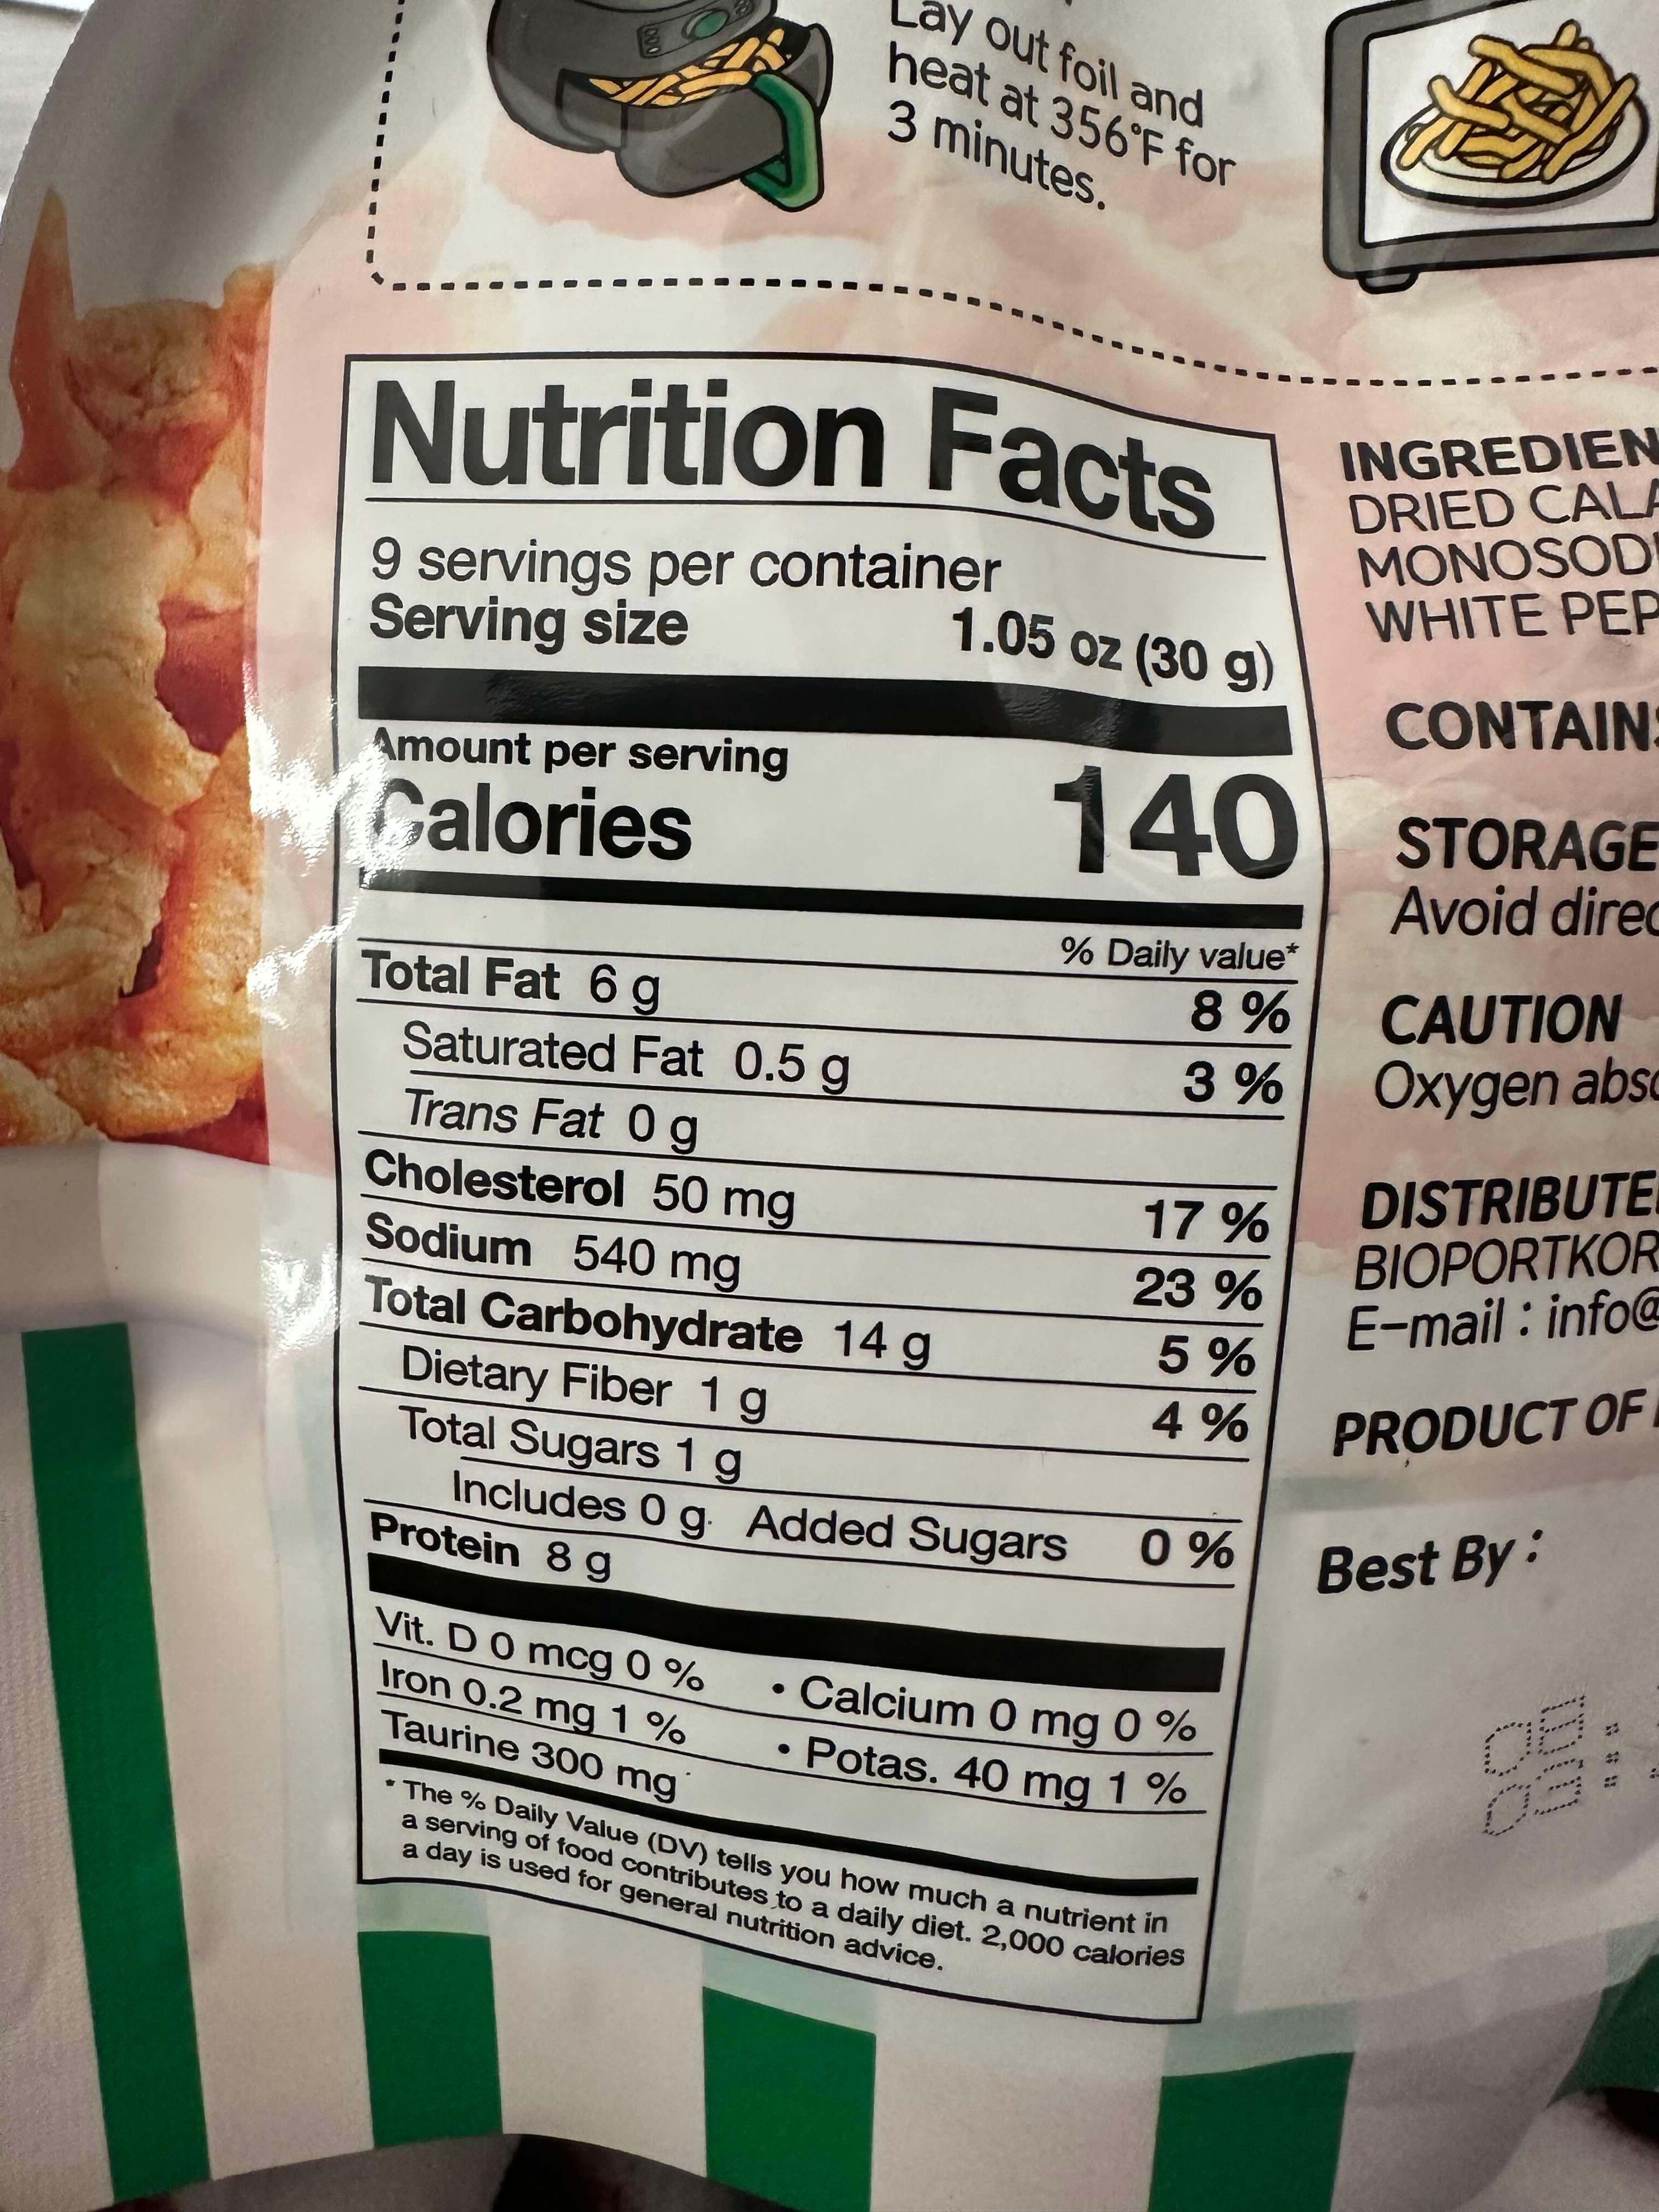 Lay out foil and
heat at 356°F for
3 minutes.
Nutrition Facts
9 servings per container
Serving size 1.05 oz (30 g)
Amount per serving
Calories 140
% Daily value*
Total Fat 6 g 8 %
Saturated Fat 0.5 g 3 %
Trans Fat 0 g
Cholesterol 50 mg 17 %
Sodium 540 mg 23 %
Total Carbohydrate 14 g 5 %
Dietary Fiber 1 g 4 %
Total Sugars 1 g
Includes 0 g Added Sugars 0 %
Protein 8 g
Vit. D 0 mcg 0 % • Calcium 0 mg 0 %
Iron 0.2 mg 1 % • Potas. 40 mg 1 %
Taurine 300 mg
* The % Daily Value (DV) tells you how much a nutrient in
a serving of food contributes to a daily diet. 2,000 calories
a day is used for general nutrition advice.
INGREDIEN
DRIED CALA
MONOSOD
WHITE PEP
CONTAINS
STORAGE
Avoid direc
CAUTION
Oxygen abso
DISTRIBUTE
BIOPORTKOR
E-mail : info@
PRODUCT OF
Best By :